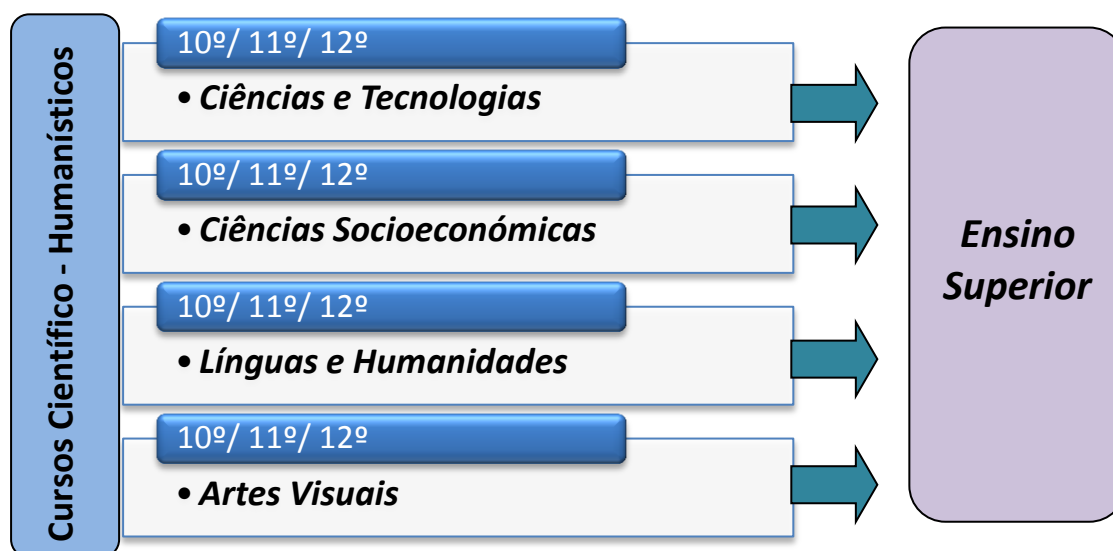 Cursos Científico - Humanísticos
10º/ 11º/ 12º
• Ciências e Tecnologias
10º/ 11º/ 12º
• Ciências Socioeconómicas
10º/ 11º/ 12º
• Línguas e Humanidades
10º/ 11º/ 12º
• Artes Visuais
Ensino
Superior